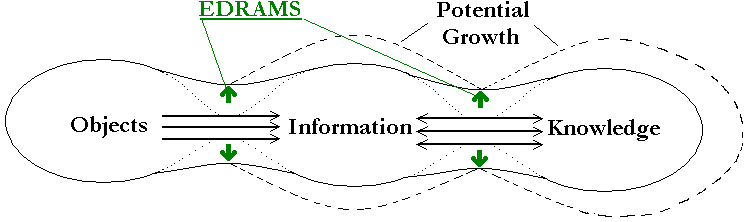 EDRAMS
Potential
Growth
Objects
Information
Knowledge